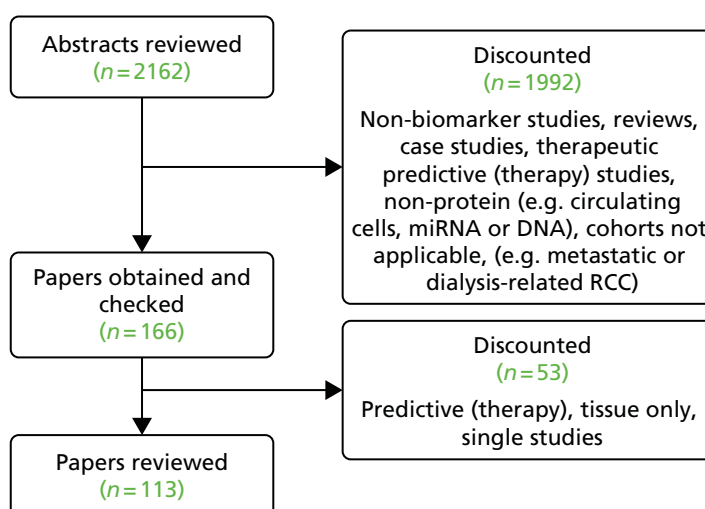 Abstracts reviewed
(n=2162)
Discounted
(n=1992)
Non-biomarker studies, reviews,
case studies, therapeutic
predictive (therapy) studies,
non-protein (e.g. circulating
cells, miRNA or DNA), cohorts not
applicable, (e.g. metastatic or
dialysis-related RCC)
Papers obtained and
checked
(n=166)
Discounted
(n=53)
Predictive (therapy), tissue only,
single studies
Papers reviewed
(n=113)